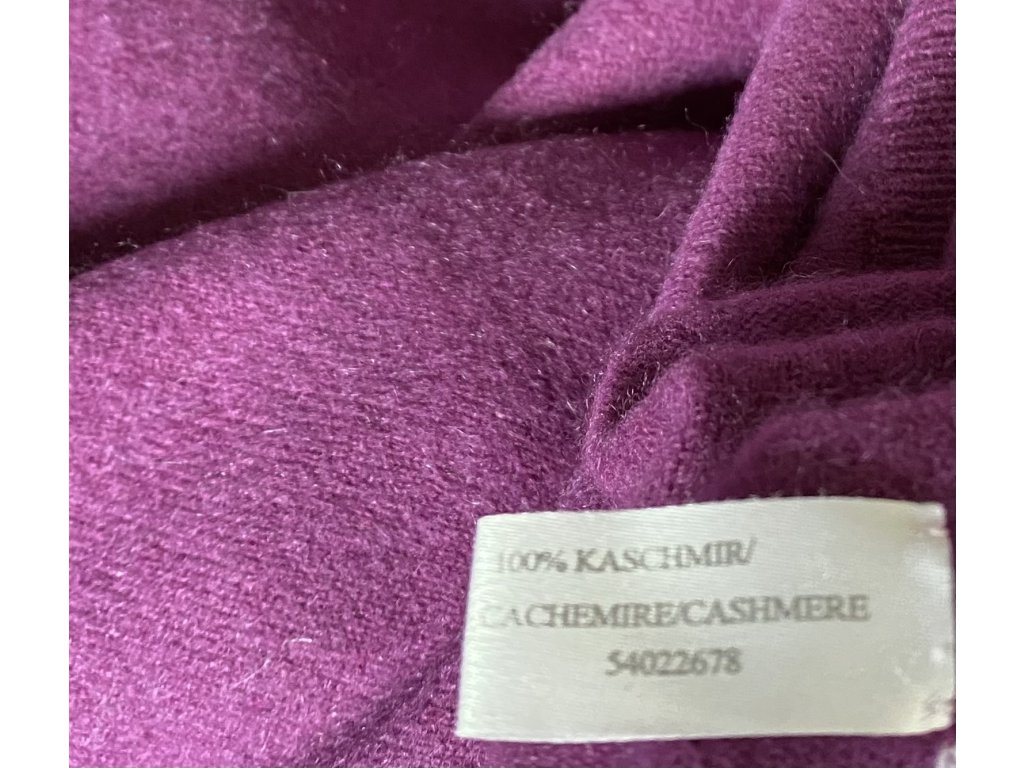 100% KASCHMIR/
CACHEMIRE/CASHMERE
54022678